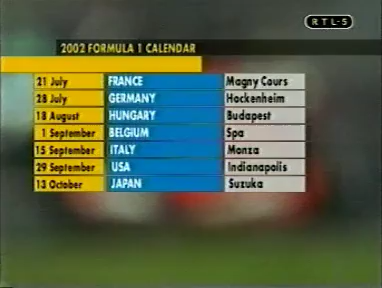 RTL-5
2002 FORMULA 1 CALENDAR
21 July FRANCE Magny Cours
28 July GERMANY Hockenheim
18 August HUNGARY Budapest
1 September BELGIUM Spa
15 September ITALY Monza
29 September USA Indianapolis
13 October JAPAN Suzuka